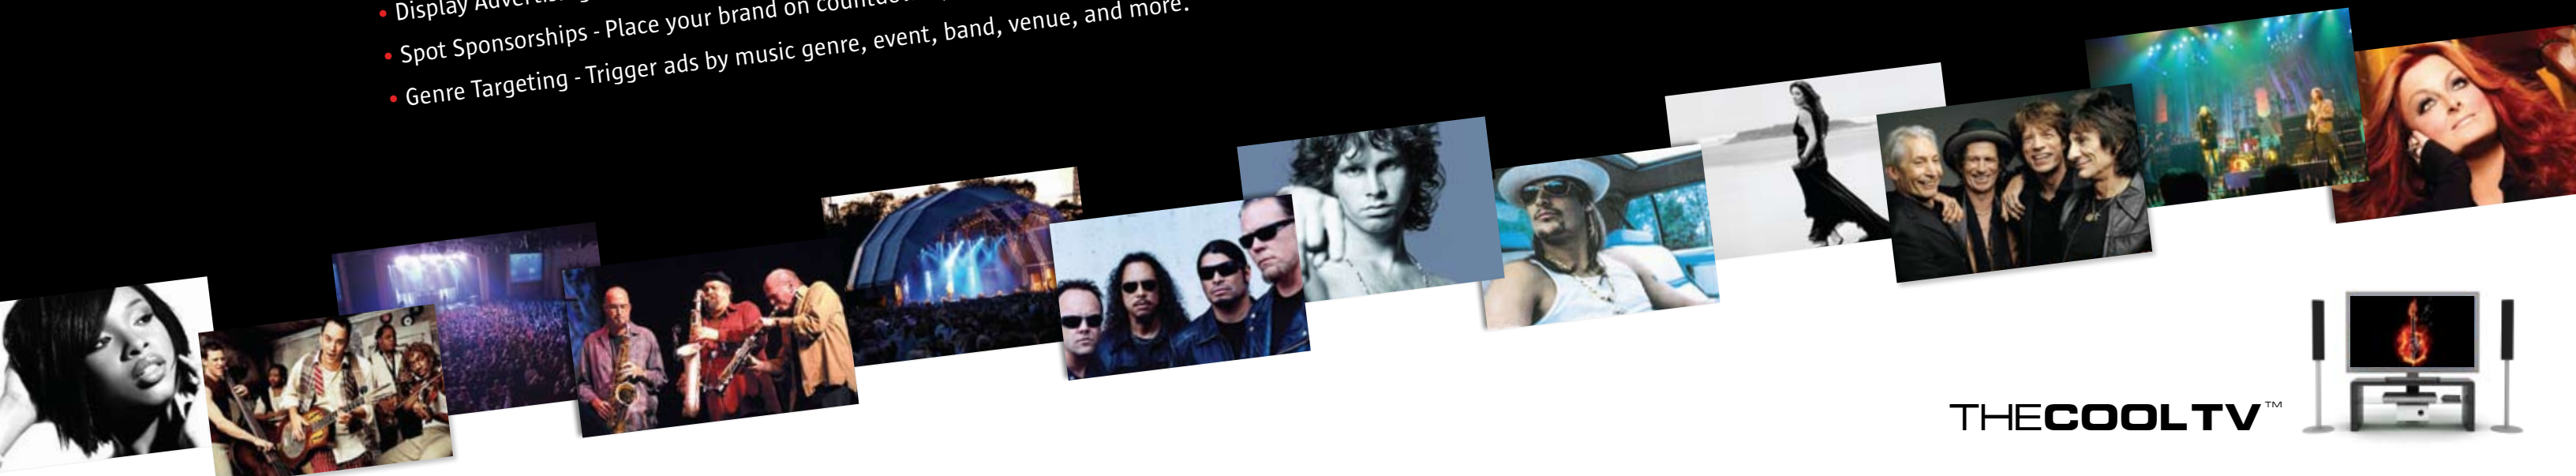 • Display
• Spot Sponsorships - Place your brand on
• Genre Targeting - Trigger ads by music genre, event, band, venue, and more.
THECOOLTV™